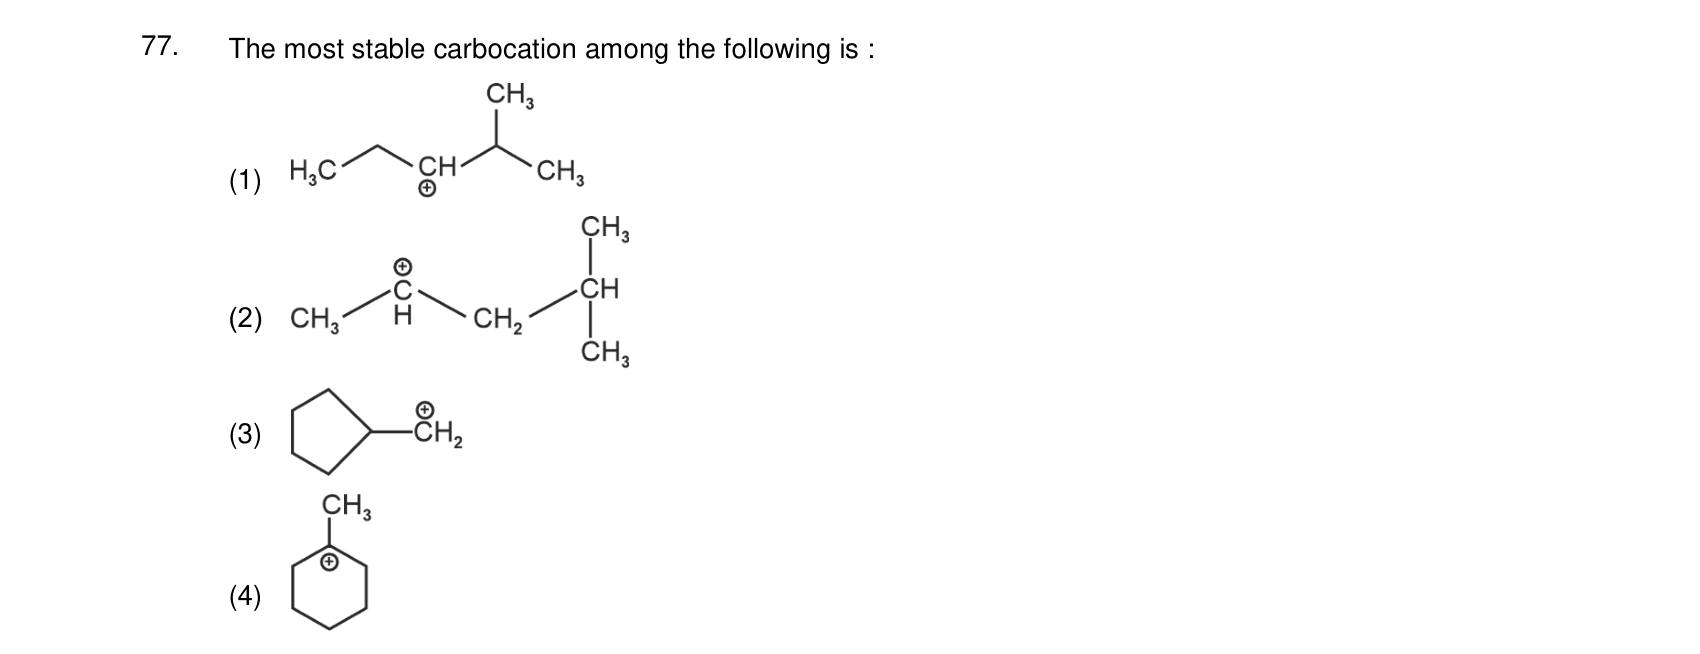 77. The most stable carbocation among the following is :
CH₃
(1) H₃C CH CH₃
⊕
CH₃
⊕
C CH
(2) CH₃ H CH₂
CH₃
⊕
(3) CH₂
CH₃
⊕
(4)